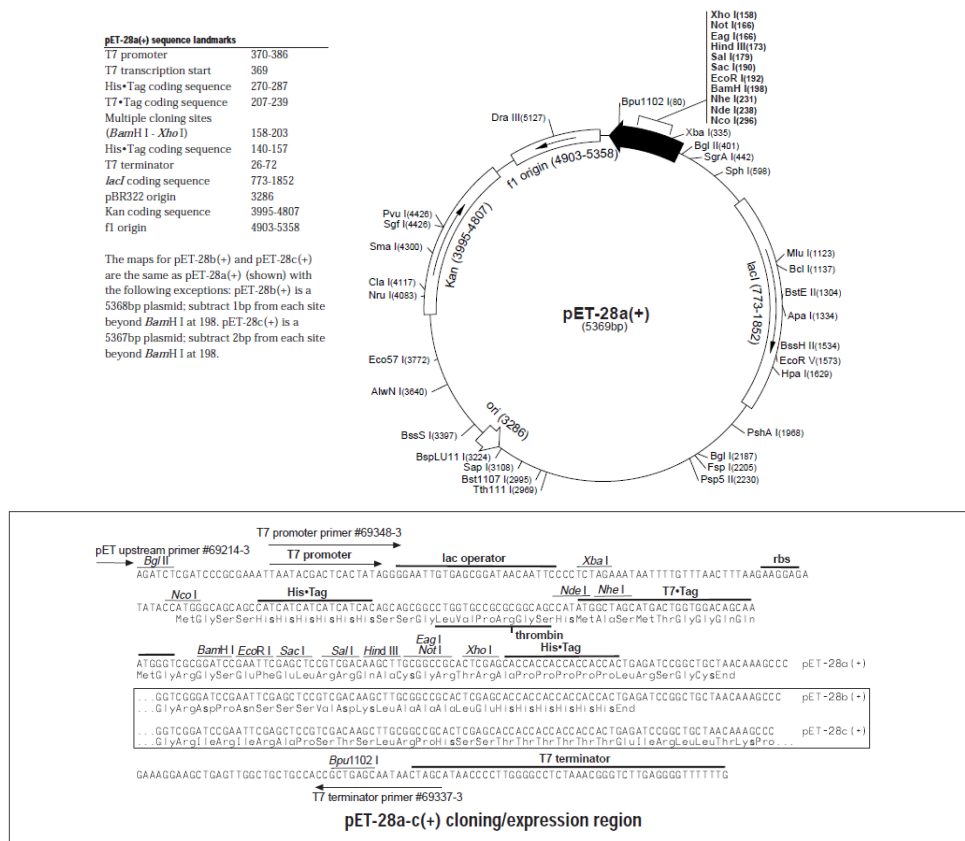 pET-28a(+) sequence landmarks
T7 promoter 370-386
T7 transcription start 369
His•Tag coding sequence 270-287
T7•Tag coding sequence 207-239
Multiple cloning sites
(BamH I - Xho I) 158-203
His•Tag coding sequence 140-157
T7 terminator 26-72
lacI coding sequence 773-1852
pBR322 origin 3286
Kan coding sequence 3995-4807
f1 origin 4903-5358
The maps for pET-28b(+) and pET-28c(+)
are the same as pET-28a(+) (shown) with
the following exceptions: pET-28b(+) is a
5368bp plasmid; subtract 1bp from each site
beyond BamH I at 198. pET-28c(+) is a
5367bp plasmid; subtract 2bp from each site
beyond BamH I at 198.
Xho I(158)
Not I(166)
Eag I(166)
Hind III(173)
Sal I(179)
Sac I(190)
EcoR I(192)
BamH I(198)
Nhe I(231)
Nde I(238)
Nco I(296)
Bpu1102 I(80)
Dra III(5127)
Xba I(335)
Bgl II(401)
SgrA I(442)
Sph I(598)
f1 origin (4903-5358)
Pvu I(4426)
Sgf I(4426)
Sma I(4300)
Kan (3995-4807)
Cla I(4117)
Nru I(4083)
Mlu I(1123)
Bcl I(1137)
BstE II(1304)
Apa I(1334)
lacI (773-1852)
BssH II(1534)
EcoR V(1573)
Hpa I(1629)
pET-28a(+)
(5369bp)
Eco57 I(3772)
AlwN I(3640)
ori (3286)
BssS I(3397)
BspLU11 I(3224)
Sap I(3108)
Bst1107 I(2995)
Tth111 I(2969)
PshA I(1968)
Bgl I(2187)
Fsp I(2205)
Psp5 II(2230)
T7 promoter primer #69348-3
pET upstream primer #69214-3
Bgl II T7 promoter lac operator Xba I rbs
AGATCTCGATCCCGCGAAATTAATACGACTCACTATAGGGGAATTGTGAGCGGATAACAATTCCCCTCTAGAAATAATTTTGTTTAACTTTAAGAAGGAGA
Nco I His•Tag Nde I Nhe I T7•Tag
TATACCATGGGCAGCAGCCATCATCATCATCATCACAGCAGCGGCCTGGTGCCGCGCGGCAGCCATATGGCTAGCATGACTGGTGGACAGCAA
MetGlySerSerHisHisHisHisHisHisSerSerGlyLeuValProArgGlySerHisMetAlaSerMetThrGlyGlyGlnGln
thrombin
BamH I EcoR I Sac I Sal I Hind III Eag I Not I Xho I His•Tag
ATGGGTCGCGGATCCGAATTCGAGCTCCGTCGACAAGCTTGCGGCCGCACTCGAGCACCACCACCACCACCACTGAGATCCGGCTGCTAACAAAGCCC pET-28a(+)
MetGlyArgGlySerGluPheGluLeuArgArgGlnAlaCysGlyArgThrArgAlaProProProProProProLeuArgSerGlyCysEnd
...GGTCGGGATCCGAATTCGAGCTCCGTCGACAAGCTTGCGGCCGCACTCGAGCACCACCACCACCACCACTGAGATCCGGCTGCTAACAAAGCCC pET-28b(+)
...GlyArgAspProAsnSerSerSerValAspLysLeuAlaAlaAlaLeuGluHisHisHisHisHisHisEnd
...GGTCGGATCCGAATTCGAGCTCCGTCGACAAGCTTGCGGCCGCACTCGAGCACCACCACCACCACCACTGAGATCCGGCTGCTAACAAAGCCC pET-28c(+)
...GlyArgIleArgIleArgAlaProSerThrSerLeuArgProHisSerSerThrThrThrThrThrThrGluIleArgLeuLeuThrLysPro...
Bpu1102 I T7 terminator
GAAAGGAAGCTGAGTTGGCTGCTGCCACCGCTGAGCAATAACTAGCATAACCCCTTGGGGCCTCTAAACGGGTCTTGAGGGGTTTTTTG
T7 terminator primer #69337-3
pET-28a-c(+) cloning/expression region